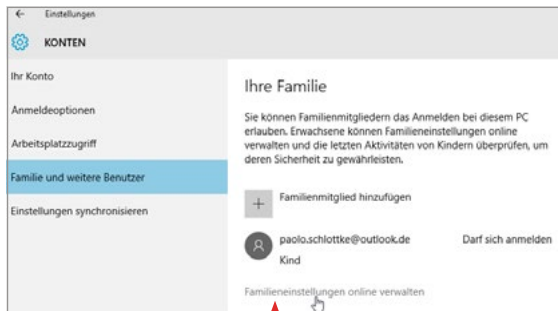 Einstellungen
KONTEN
Ihr Konto
Anmeldeoptionen
Arbeitsplatzzugriff
Familie und weitere Benutzer
Einstellungen synchronisieren
Ihre Familie
Sie können Familienmitgliedern das Anmelden bei diesem PC
erlauben. Erwachsene können Familieneinstellungen online
verwalten und die letzten Aktivitäten von Kindern überprüfen, um
deren Sicherheit zu gewährleisten.
Familienmitglied hinzufügen
paolo.schlottke@outlook.de Darf sich anmelden
Kind
Familieneinstellungen online verwalten